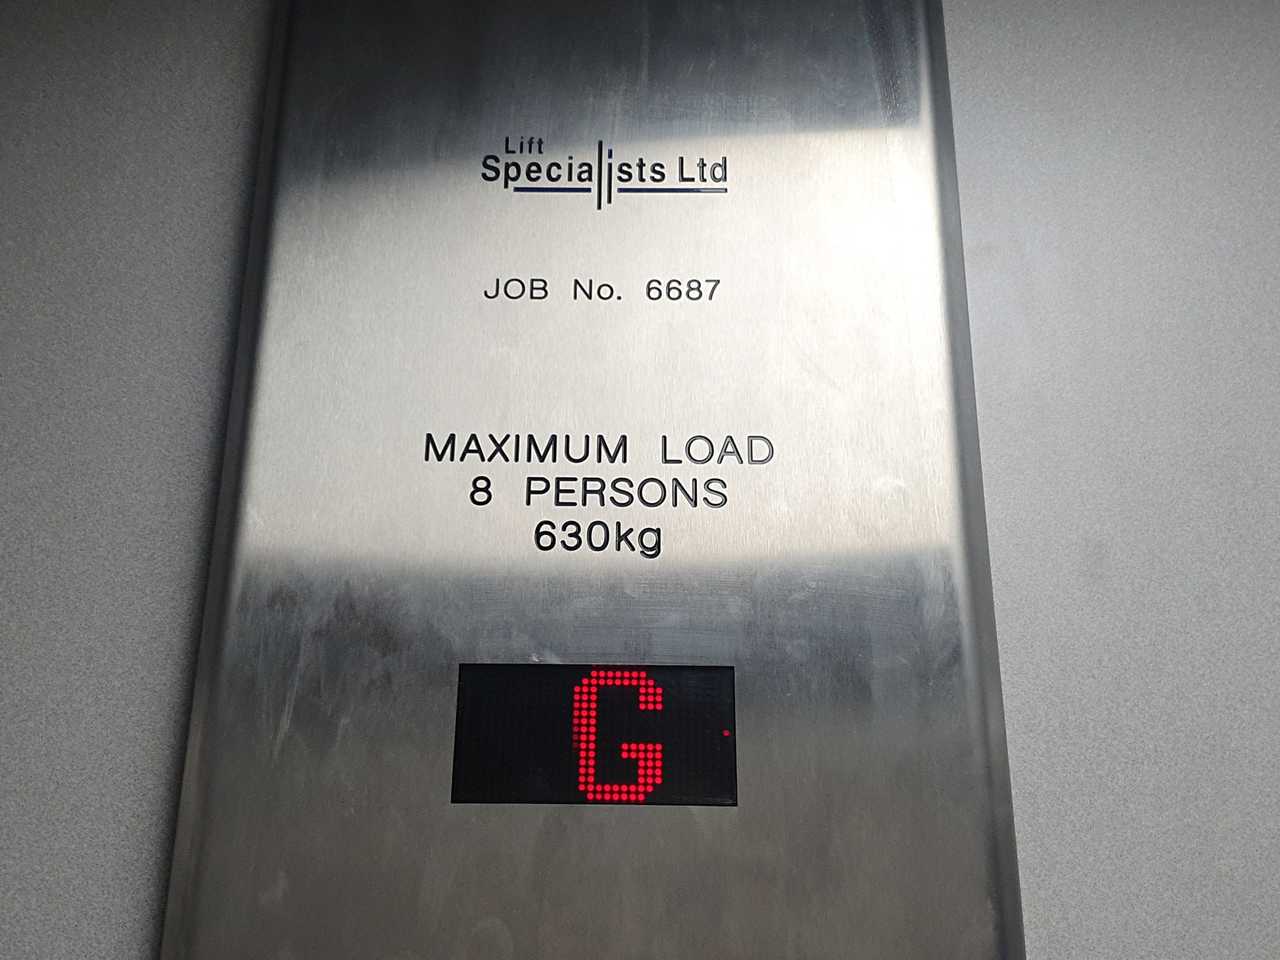 Lift
Specialists Ltd
JOB No. 6687
MAXIMUM LOAD
8 PERSONS
630kg
G